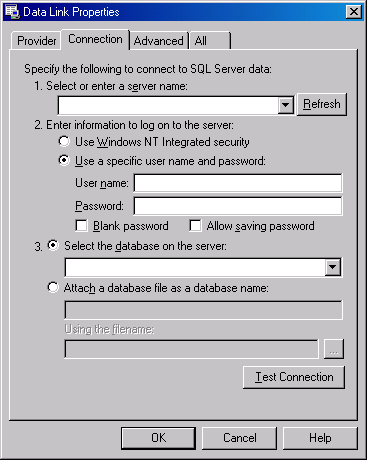 Data Link Properties
Provider Connection Advanced All
Specify the following to connect to SQL Server data:
1. Select or enter a server name:
Refresh
2. Enter information to log on to the server:
Use Windows NT Integrated security
Use a specific user name and password:
User name:
Password:
Blank password Allow saving password
3. Select the database on the server:
Attach a database file as a database name:
Using the filename:
...
Test Connection
OK Cancel Help